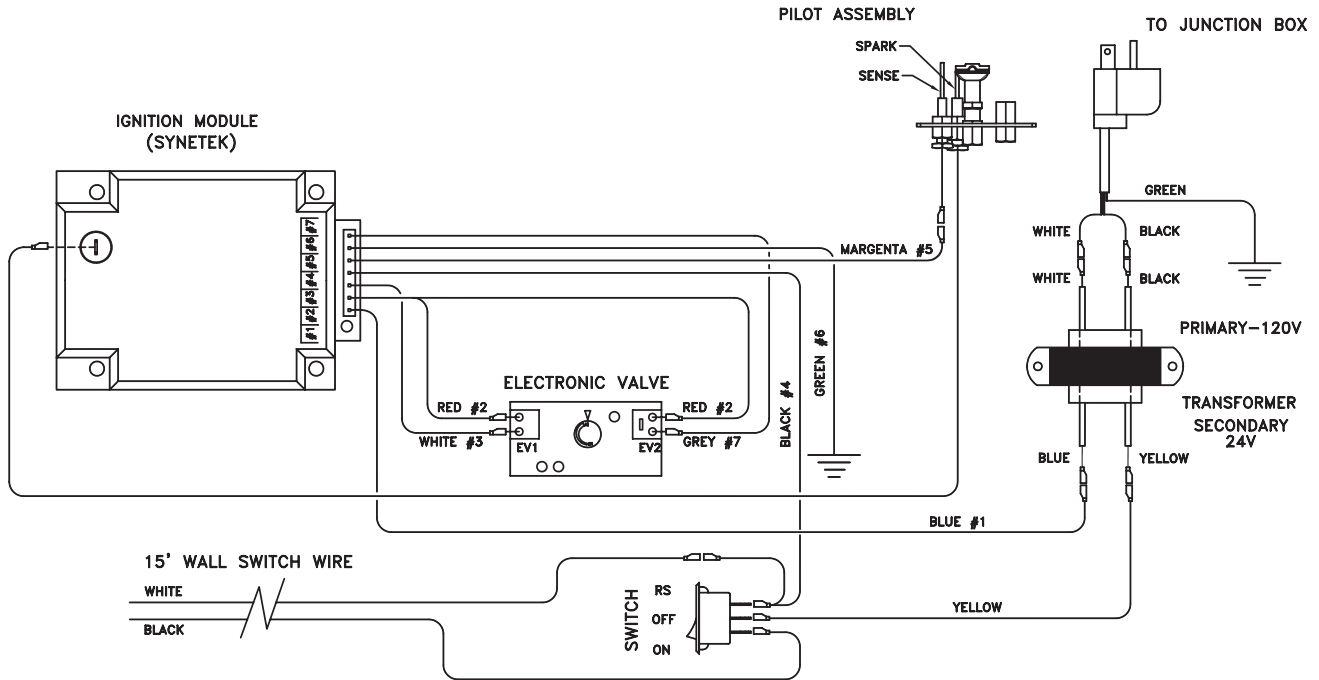 PILOT ASSEMBLY
TO JUNCTION BOX
SPARK
SENSE
IGNITION MODULE
(SYNETEK)
GREEN
WHITE
BLACK
WHITE
BLACK
#1 #2 #3 #4 #5 #6 #7
MARGENTA #5
PRIMARY-120V
GREEN #6
BLACK #4
ELECTRONIC VALVE
RED #2
WHITE #3
EV1
EV2
RED #2
GREY #7
TRANSFORMER
SECONDARY
24V
BLUE
YELLOW
BLUE #1
15' WALL SWITCH WIRE
WHITE
BLACK
SWITCH
RS
OFF
ON
YELLOW